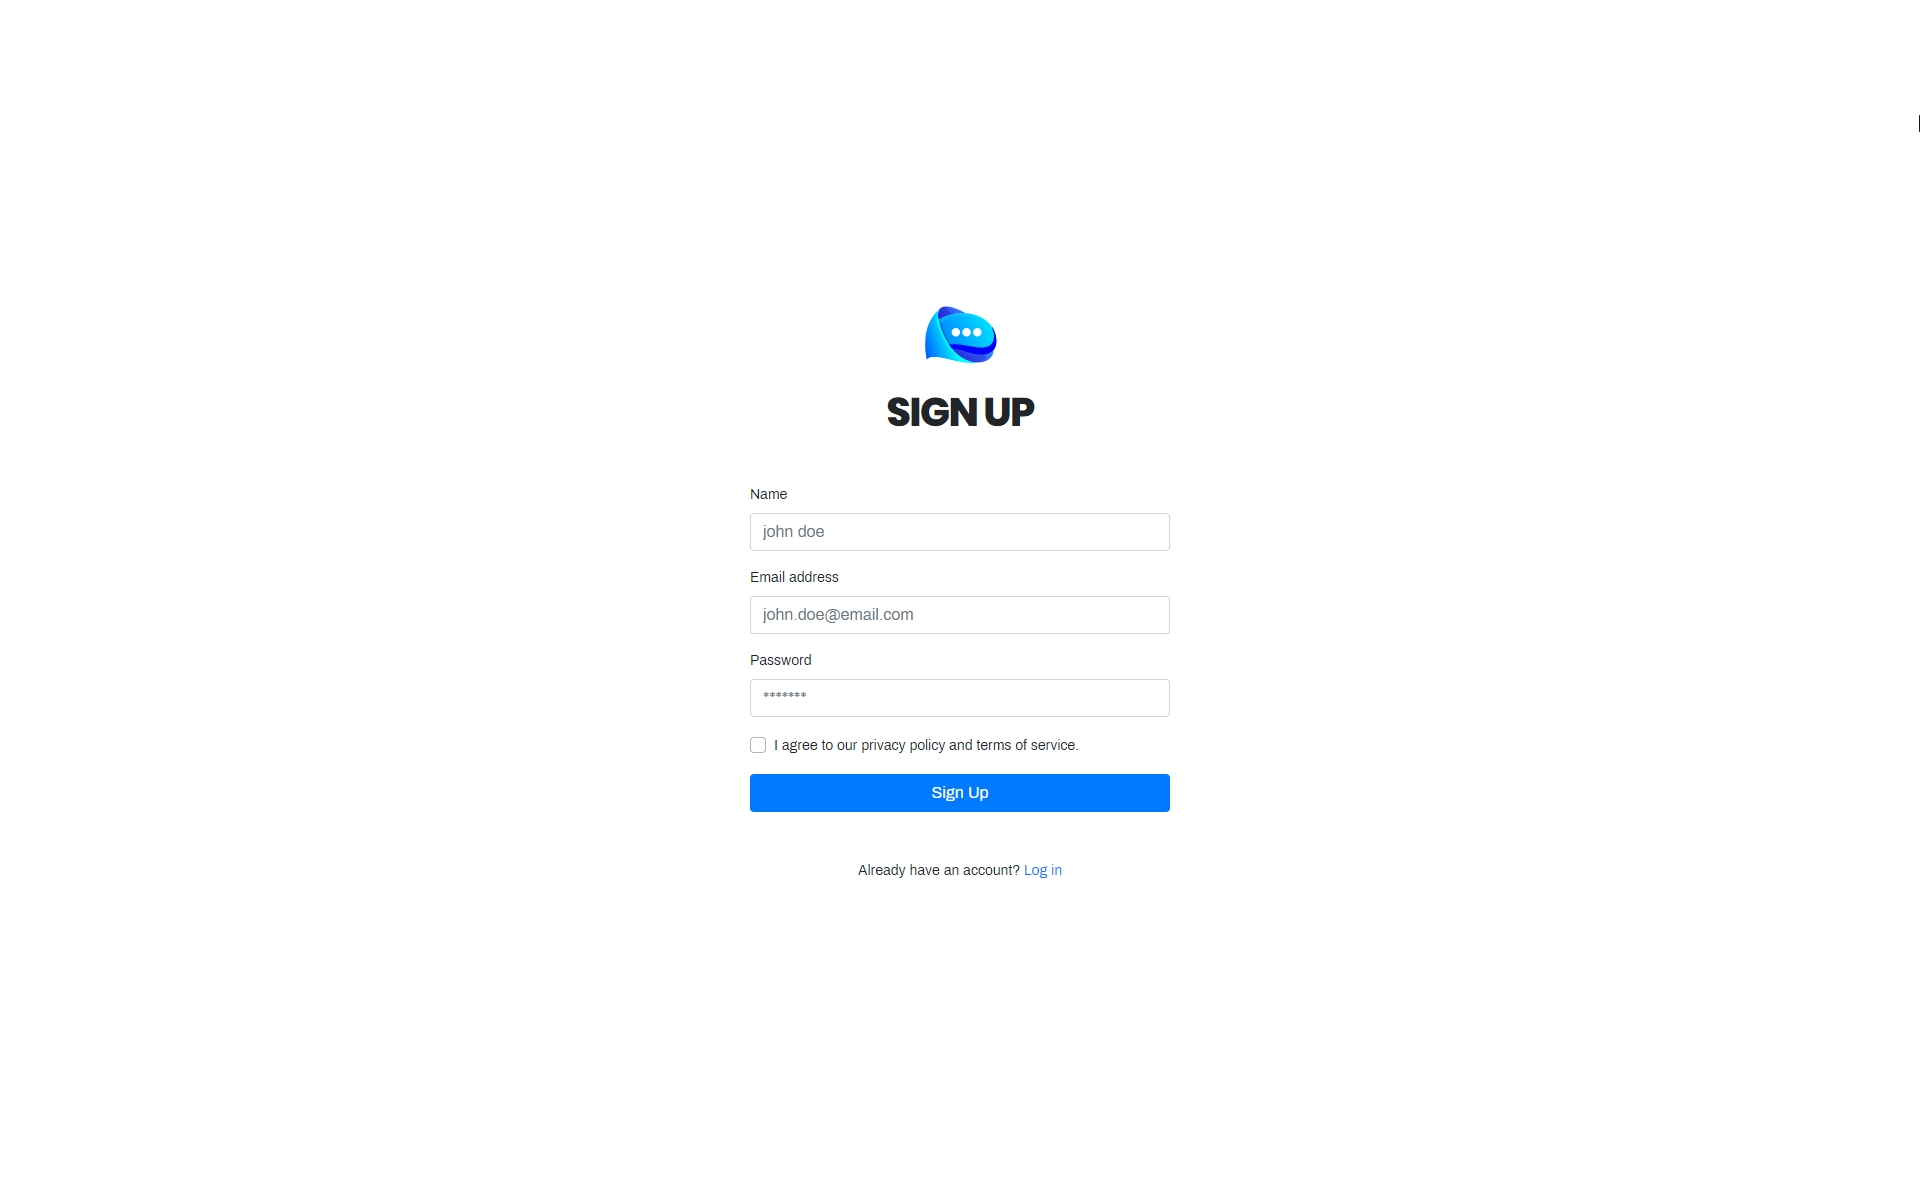 SIGN UP
Name
john doe
Email address
john.doe@email.com
Password
*******
I agree to our privacy policy and terms of service.
Sign Up
Already have an account? Log in